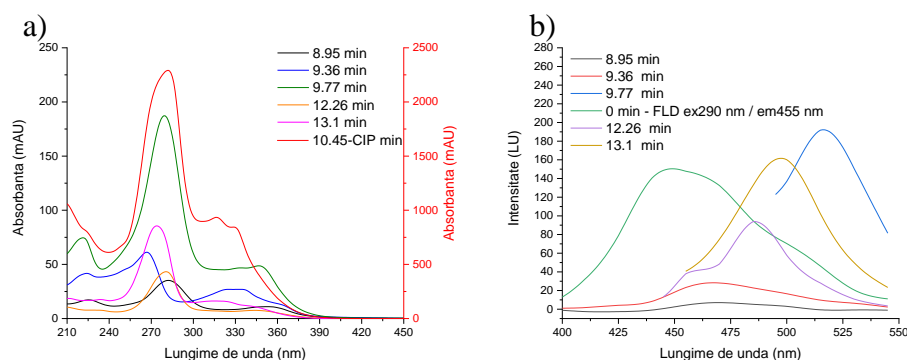 a)
Absorbanta (mAU)
250
200
150
100
50
0
8.95 min
9.36 min
9.77 min
12.26 min
13.1 min
10.45-CIP min
2500
2000
1500
1000
500
0
Absorbanta (mAU)
210 240 270 300 330 360 390 420 450
Lungime de unda (nm)
b)
Intensitate (LU)
280
260
240
220
200
180
160
140
120
100
80
60
40
20
0
8.95 min
9.36 min
9.77 min
0 min - FLD ex290 nm / em455 nm
12.26 min
13.1 min
400 450 500 550
Lungime de unda (nm)